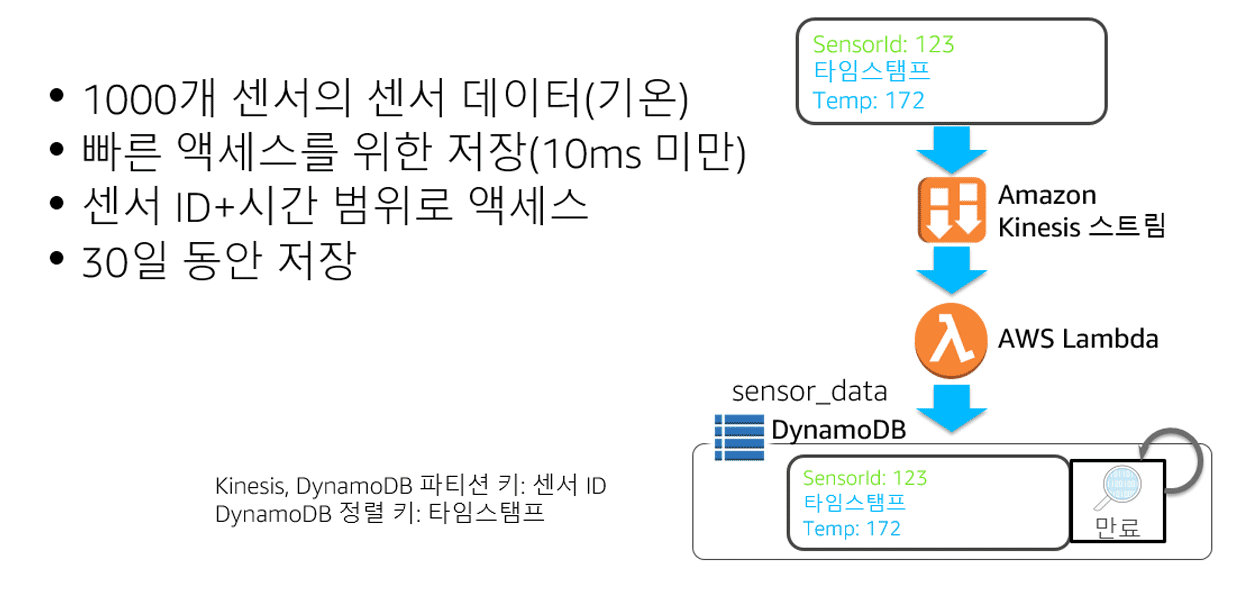 • 1000개 센서의 센서 데이터(기온)
• 빠른 액세스를 위한 저장(10ms 미만)
• 센서 ID+시간 범위로 액세스
• 30일 동안 저장
Kinesis, DynamoDB 파티션 키: 센서 ID
DynamoDB 정렬 키: 타임스탬프
SensorId: 123
타임스탬프
Temp: 172
Amazon
Kinesis 스트림
AWS Lambda
sensor_data
DynamoDB
SensorId: 123
타임스탬프
Temp: 172
만료